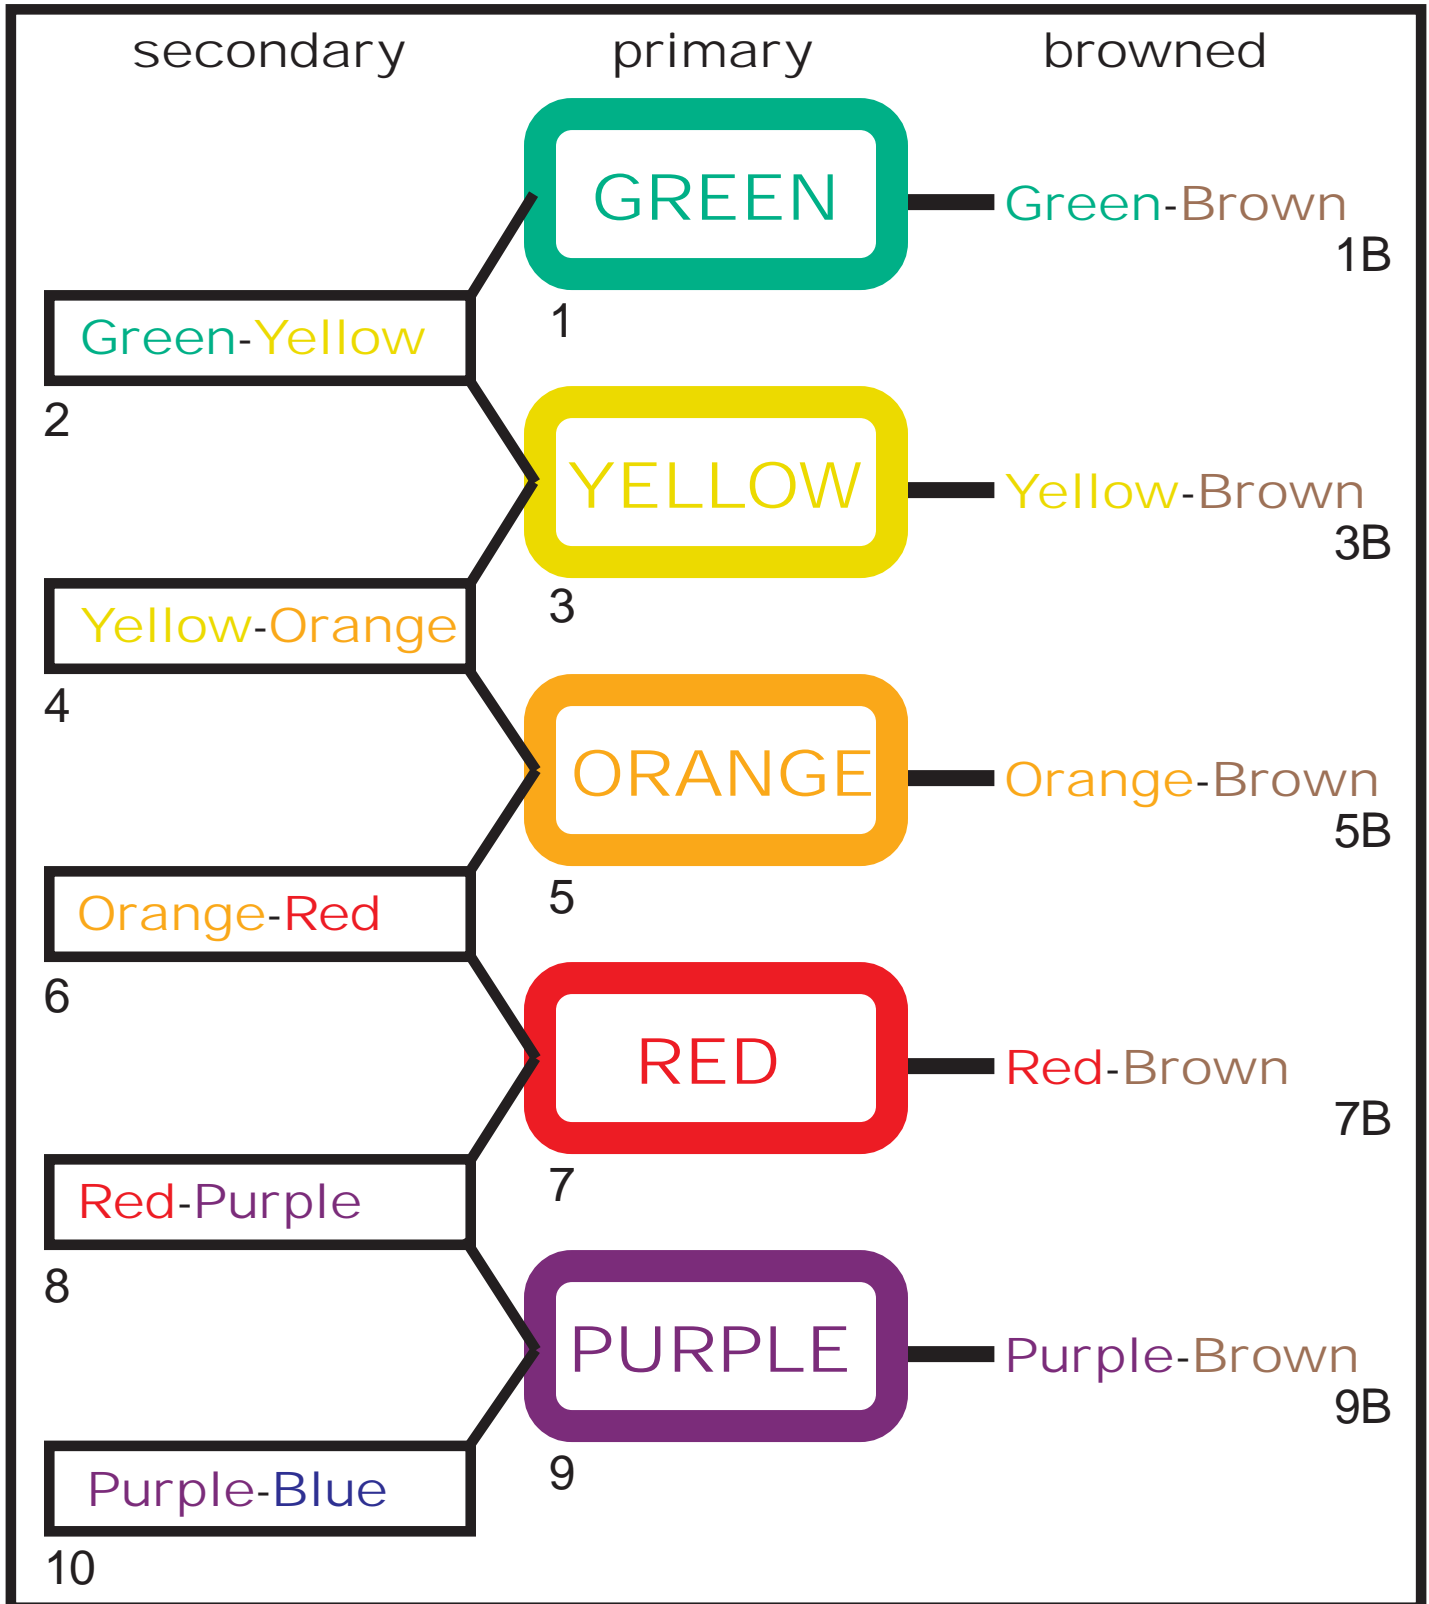 secondary primary browned
GREEN
Green-Brown
1B
1
Green-Yellow
2
YELLOW
Yellow-Brown
3B
3
Yellow-Orange
4
ORANGE
Orange-Brown
5B
5
Orange-Red
6
RED
Red-Brown
7B
7
Red-Purple
8
PURPLE
Purple-Brown
9B
9
Purple-Blue
10